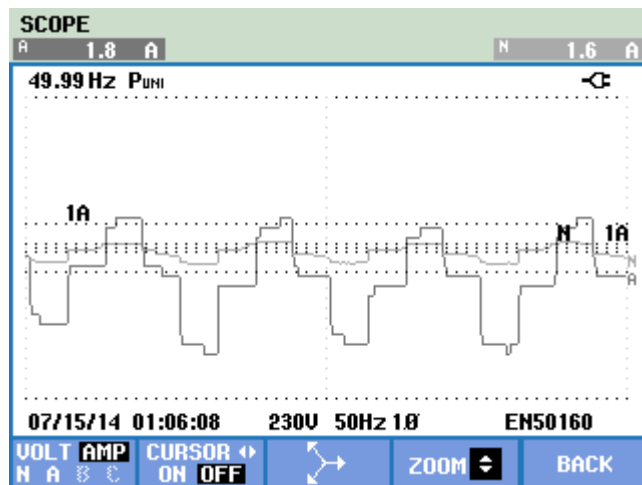 SCOPE
A 1.8 A N 1.6 A
49.99 Hz PUNI
1A
N 1A
N
A
07/15/14 01:06:08 230V 50Hz 1.Ø EN50160
VOLT AMP CURSOR ZOOM BACK
N A B C ON OFF